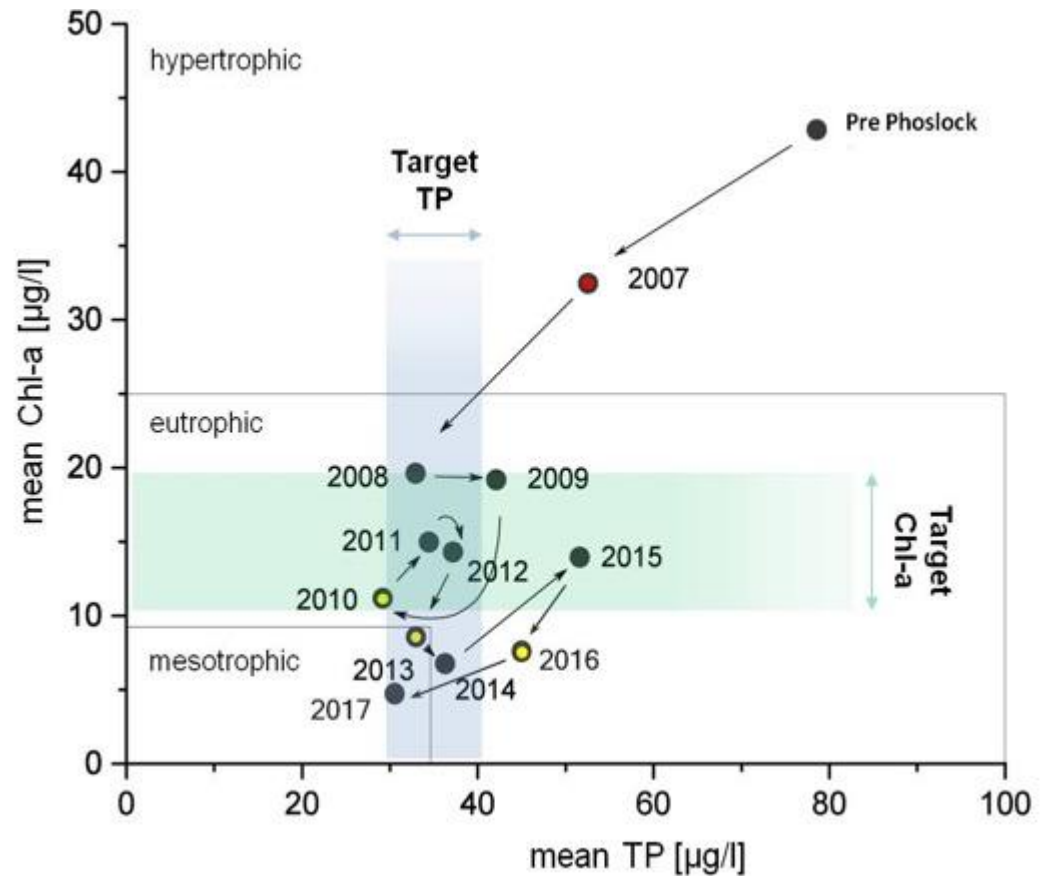 50
hypertrophic
Pre Phoslock
40
Target
TP
2007
30
eutrophic
20
2008
2009
2011
2012
2015
2010
10
mesotrophic
2013
2014
2016
2017
0
0
20
40
60
80
100
mean TP [µg/l]
mean Chl-a [µg/l]
Target
Chl-a